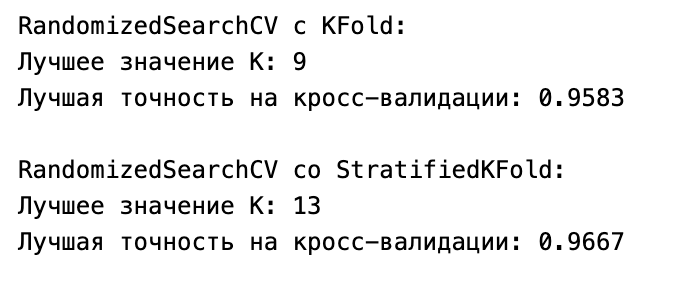 RandomizedSearchCV с KFold:
Лучшее значение K: 9
Лучшая точность на кросс-валидации: 0.9583
RandomizedSearchCV со StratifiedKFold:
Лучшее значение K: 13
Лучшая точность на кросс-валидации: 0.9667